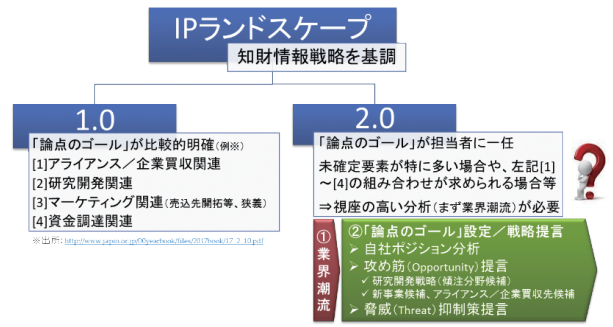 IPランドスケープ
知財情報戦略を基調
1.0
「論点のゴール」が比較的明確(例※)
[1]アライアンス/企業買収関連
[2]研究開発関連
[3]マーケティング関連(売込先開拓等、狭義)
[4]資金調達関連
※出所: http://www.japio.or.jp/00yearbook/files/2017book/17_2_10.pdf
2.0
「論点のゴール」が担当者に一任
未確定要素が特に多い場合や、左記[1]
~[4]の組み合わせが求められる場合等
⇒視座の高い分析(まず業界潮流)が必要
①業界潮流
②「論点のゴール」設定/戦略提言
➢ 自社ポジション分析
➢ 攻め筋(Opportunity)提言
✓ 研究開発戦略(傾注分野候補)
✓ 新事業候補、アライアンス/企業買収先候補
➢ 脅威(Threat)抑制策提言